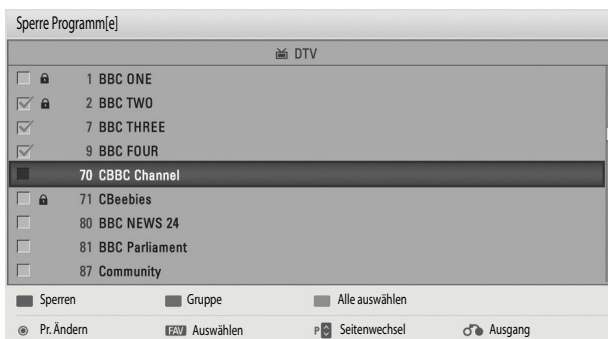 Sperre Programm[e]
DTV
1 BBC ONE
2 BBC TWO
7 BBC THREE
9 BBC FOUR
70 CBBC Channel
71 CBeebies
80 BBC NEWS 24
81 BBC Parliament
87 Community
Sperren Gruppe Alle auswählen
Pr. Ändern FAV Auswählen P Seitenwechsel Ausgang